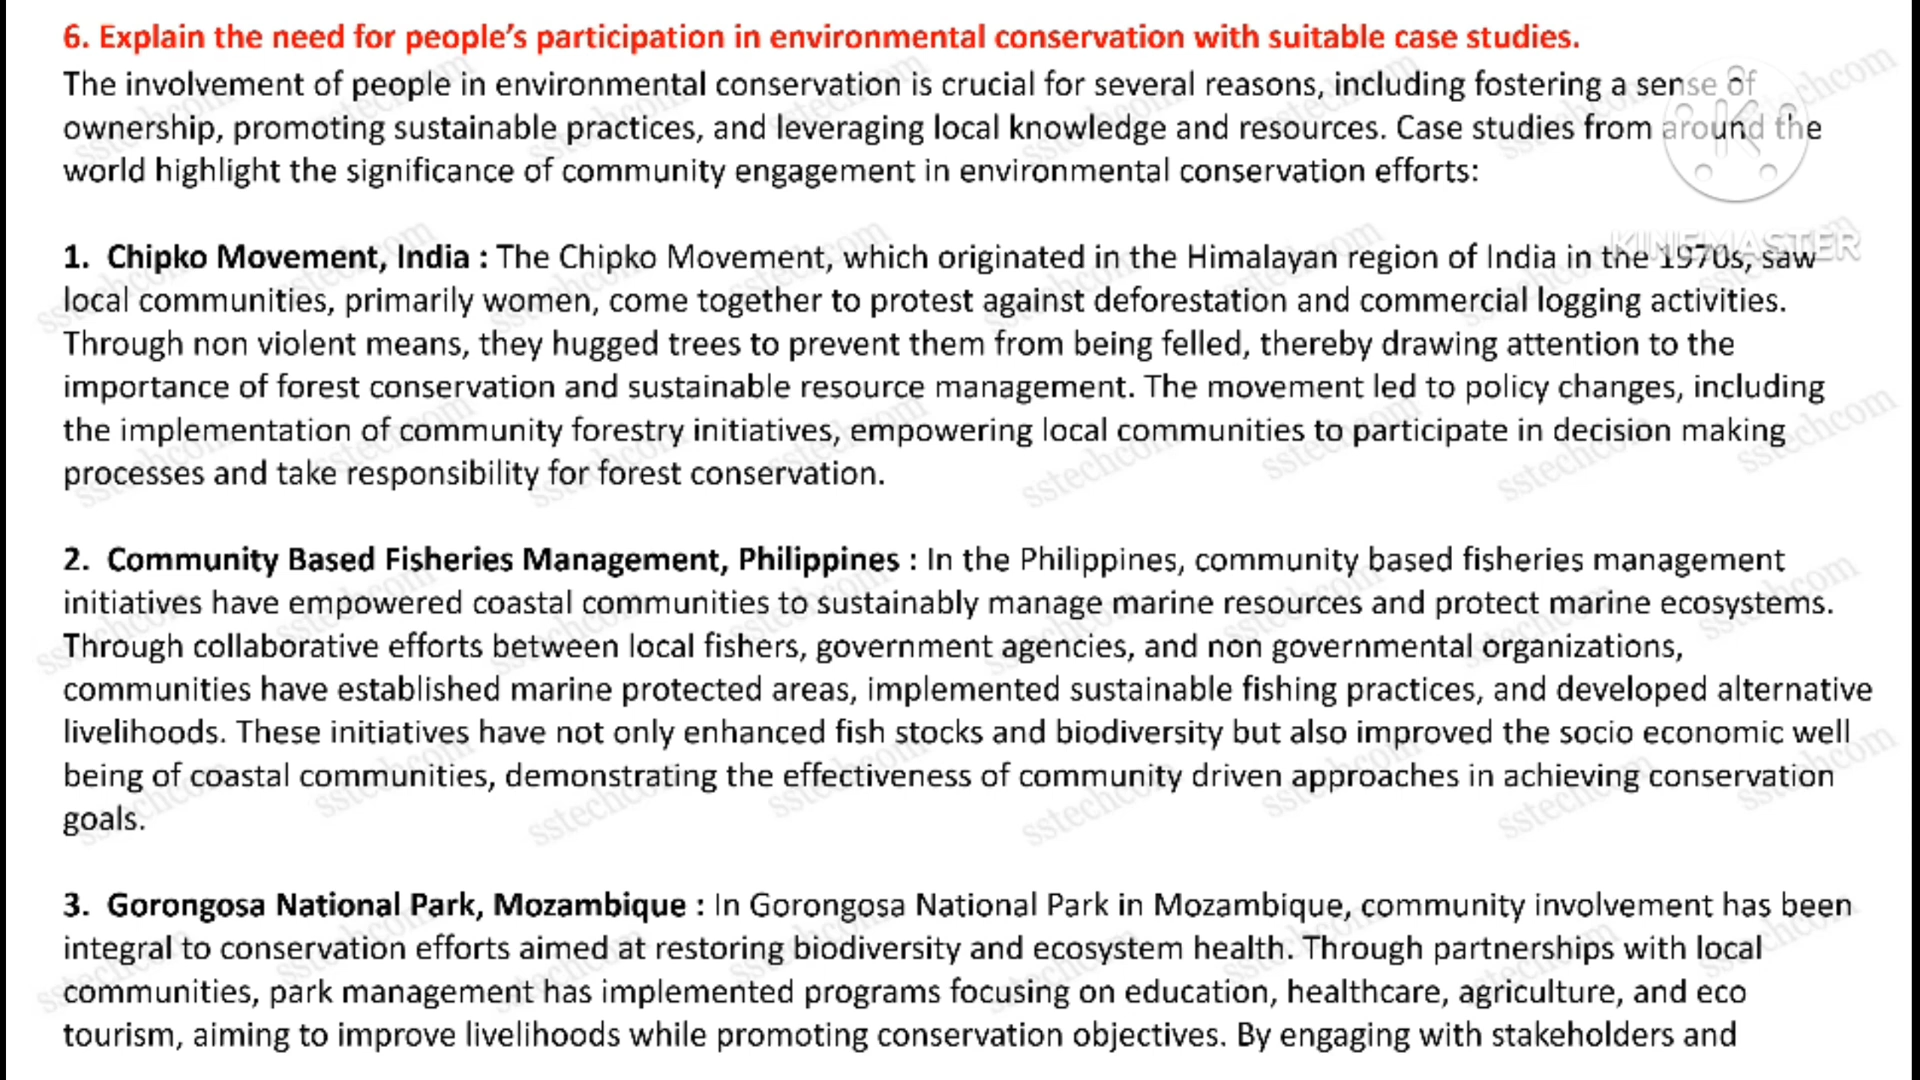 6. Explain the need for people’s participation in environmental conservation with suitable case studies.
The involvement of people in environmental conservation is crucial for several reasons, including fostering a sense of
ownership, promoting sustainable practices, and leveraging local knowledge and resources. Case studies from around the
world highlight the significance of community engagement in environmental conservation efforts:
KINEMASTER
1. Chipko Movement, India : The Chipko Movement, which originated in the Himalayan region of India in the 1970s, saw
local communities, primarily women, come together to protest against deforestation and commercial logging activities.
Through non violent means, they hugged trees to prevent them from being felled, thereby drawing attention to the
importance of forest conservation and sustainable resource management. The movement led to policy changes, including
the implementation of community forestry initiatives, empowering local communities to participate in decision making
processes and take responsibility for forest conservation.
2. Community Based Fisheries Management, Philippines : In the Philippines, community based fisheries management
initiatives have empowered coastal communities to sustainably manage marine resources and protect marine ecosystems.
Through collaborative efforts between local fishers, government agencies, and non governmental organizations,
communities have established marine protected areas, implemented sustainable fishing practices, and developed alternative
livelihoods. These initiatives have not only enhanced fish stocks and biodiversity but also improved the socio economic well
being of coastal communities, demonstrating the effectiveness of community driven approaches in achieving conservation
goals.
3. Gorongosa National Park, Mozambique : In Gorongosa National Park in Mozambique, community involvement has been
integral to conservation efforts aimed at restoring biodiversity and ecosystem health. Through partnerships with local
communities, park management has implemented programs focusing on education, healthcare, agriculture, and eco
tourism, aiming to improve livelihoods while promoting conservation objectives. By engaging with stakeholders and
sstechcom